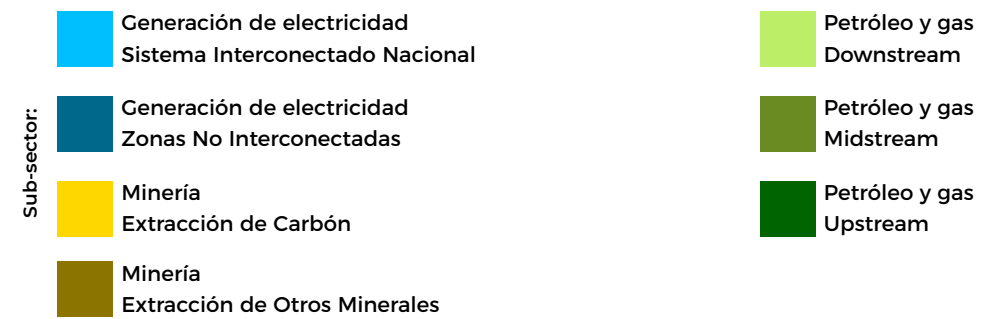 Sub-sector:
Generación de electricidad
Sistema Interconectado Nacional
Generación de electricidad
Zonas No Interconectadas
Minería
Extracción de Carbón
Minería
Extracción de Otros Minerales
Petróleo y gas
Downstream
Petróleo y gas
Midstream
Petróleo y gas
Upstream